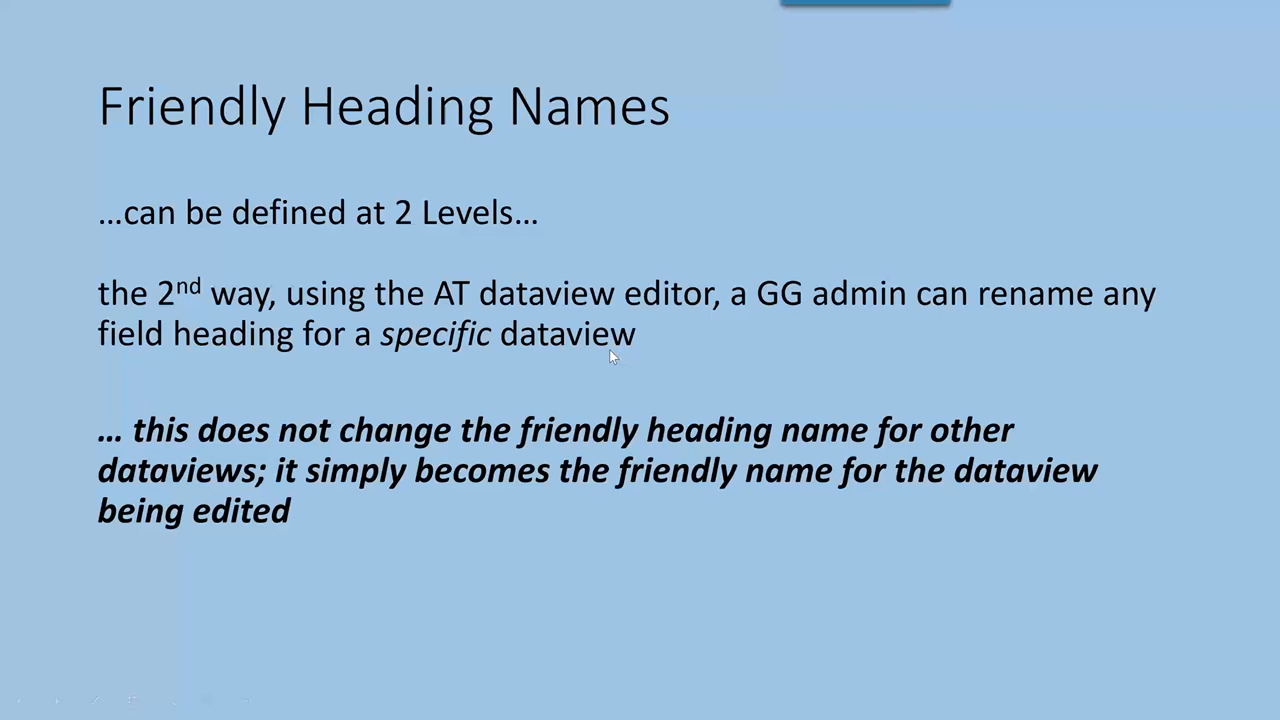 Friendly Heading Names
…can be defined at 2 Levels…
the 2nd way, using the AT dataview editor, a GG admin can rename any
field heading for a specific dataview
… this does not change the friendly heading name for other
dataviews; it simply becomes the friendly name for the dataview
being edited